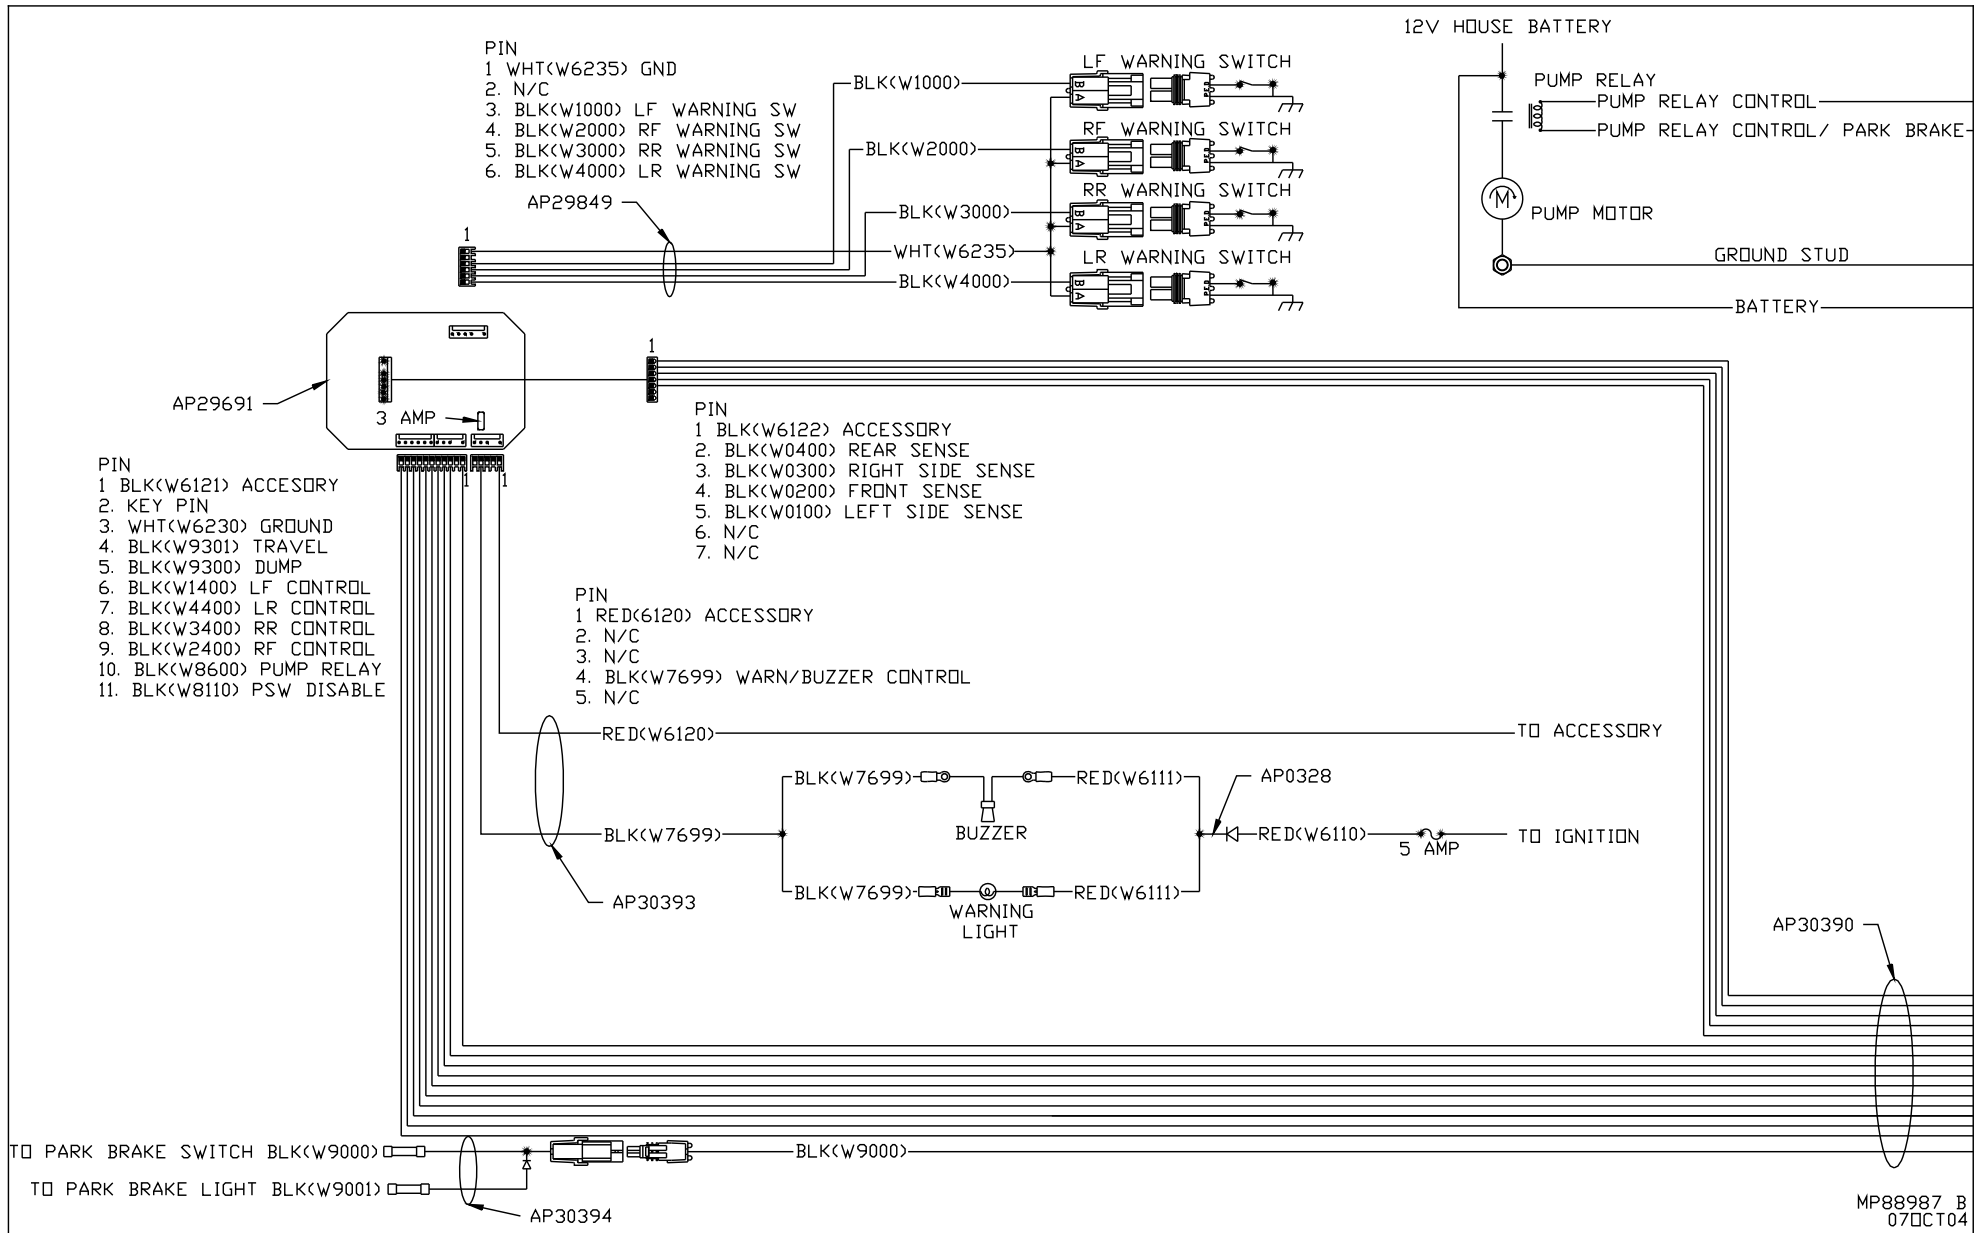 12V HOUSE BATTERY
PIN
1 WHT(W6235) GND
2. N/C
3. BLK(W1000) LF WARNING SW
4. BLK(W2000) RF WARNING SW
5. BLK(W3000) RR WARNING SW
6. BLK(W4000) LR WARNING SW
AP29849
1
BLK(W1000)
BLK(W2000)
BLK(W3000)
WHT(W6235)
BLK(W4000)
LF WARNING SWITCH
B
A
RF WARNING SWITCH
B
A
RR WARNING SWITCH
B
A
LR WARNING SWITCH
B
A
PUMP RELAY
PUMP RELAY CONTROL
PUMP RELAY CONTROL/ PARK BRAKE
M
PUMP MOTOR
GROUND STUD
BATTERY
AP29691
3 AMP
1
PIN
1 BLK(W6122) ACCESSORY
2. BLK(W0400) REAR SENSE
3. BLK(W0300) RIGHT SIDE SENSE
4. BLK(W0200) FRONT SENSE
5. BLK(W0100) LEFT SIDE SENSE
6. N/C
7. N/C
1
1
PIN
1 BLK(W6121) ACCESORY
2. KEY PIN
3. WHT(W6230) GROUND
4. BLK(W9301) TRAVEL
5. BLK(W9300) DUMP
6. BLK(W1400) LF CONTROL
7. BLK(W4400) LR CONTROL
8. BLK(W3400) RR CONTROL
9. BLK(W2400) RF CONTROL
10. BLK(W8600) PUMP RELAY
11. BLK(W8110) PSW DISABLE
PIN
1 RED(6120) ACCESSORY
2. N/C
3. N/C
4. BLK(W7699) WARN/BUZZER CONTROL
5. N/C
RED(W6120)
TO ACCESSORY
BLK(W7699)
RED(W6111)
AP0328
BUZZER
BLK(W7699)
RED(W6110)
5 AMP
TO IGNITION
BLK(W7699)
RED(W6111)
WARNING
LIGHT
AP30393
AP30390
TO PARK BRAKE SWITCH BLK(W9000)
BLK(W9000)
TO PARK BRAKE LIGHT BLK(W9001)
AP30394
MP88987 B
07OCT04